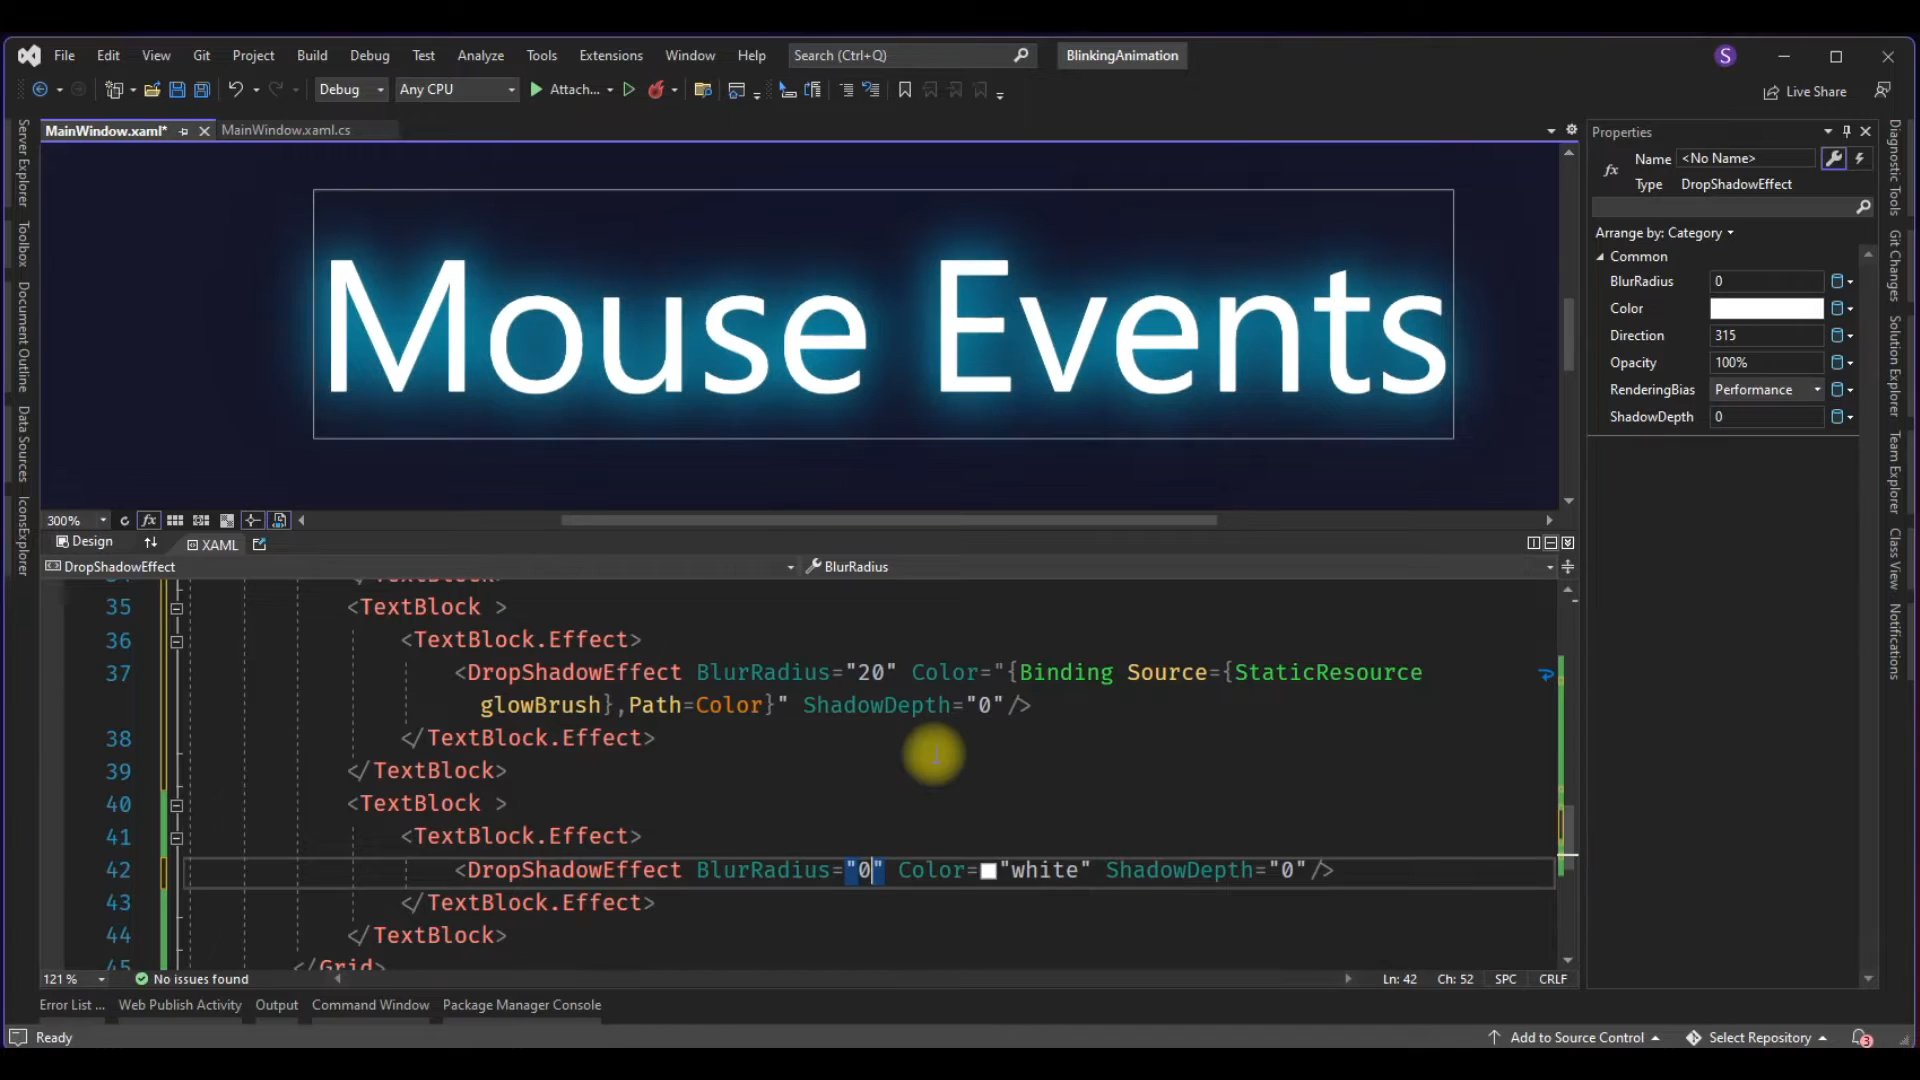 File Edit View Git Project Build Debug Test Analyze Tools Extensions Window Help Search (Ctrl+Q) BlinkingAnimation S
Debug Any CPU Attach... Live Share
MainWindow.xaml* MainWindow.xaml.cs
Server Explorer
Toolbox
Document Outline
Data Sources
IconsExplorer
Mouse Events
Properties
Name <No Name>
Type DropShadowEffect
Arrange by: Category
Common
BlurRadius 0
Color
Direction 315
Opacity 100%
RenderingBias Performance
ShadowDepth 0
Diagnostic Tools
Git Changes
Solution Explorer
Team Explorer
Class View
Notifications
300% fx
Design XAML
DropShadowEffect BlurRadius
34 </TextBlock>
35 <TextBlock >
36 <TextBlock.Effect>
37 <DropShadowEffect BlurRadius="20" Color="{Binding Source={StaticResource
glowBrush},Path=Color}" ShadowDepth="0"/>
38 </TextBlock.Effect>
39 </TextBlock>
40 <TextBlock >
41 <TextBlock.Effect>
42 <DropShadowEffect BlurRadius="0" Color="white" ShadowDepth="0"/>
43 </TextBlock.Effect>
44 </TextBlock>
45 </Grid>
121 % No issues found Ln: 42 Ch: 52 SPC CRLF
Error List ... Web Publish Activity Output Command Window Package Manager Console
Ready Add to Source Control Select Repository 3